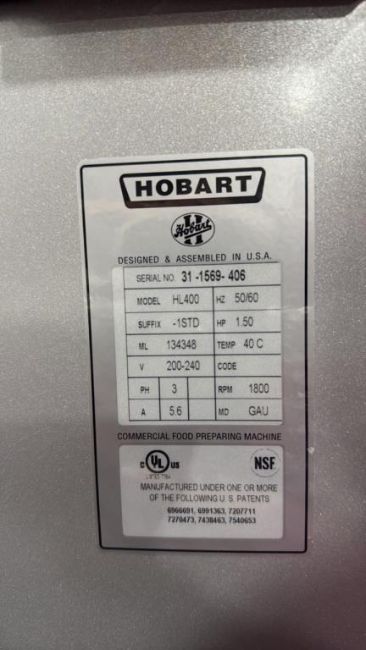 HOBART
Hobart
DESIGNED & ASSEMBLED IN U.S.A.
SERIAL NO. 31-1569-406
MODEL HL400 HZ 50/60
SUFFIX -1STD HP 1.50
ML 134348 TEMP 40 C
V 200-240 CODE
PH 3 RPM 1800
A 5.6 MD GAU
COMMERCIAL FOOD PREPARING MACHINE
C UL US NSF
MANUFACTURED UNDER ONE OR MORE
OF THE FOLLOWING U.S. PATENTS
6966691, 6991363, 7207711
7270473, 7438463, 7540653